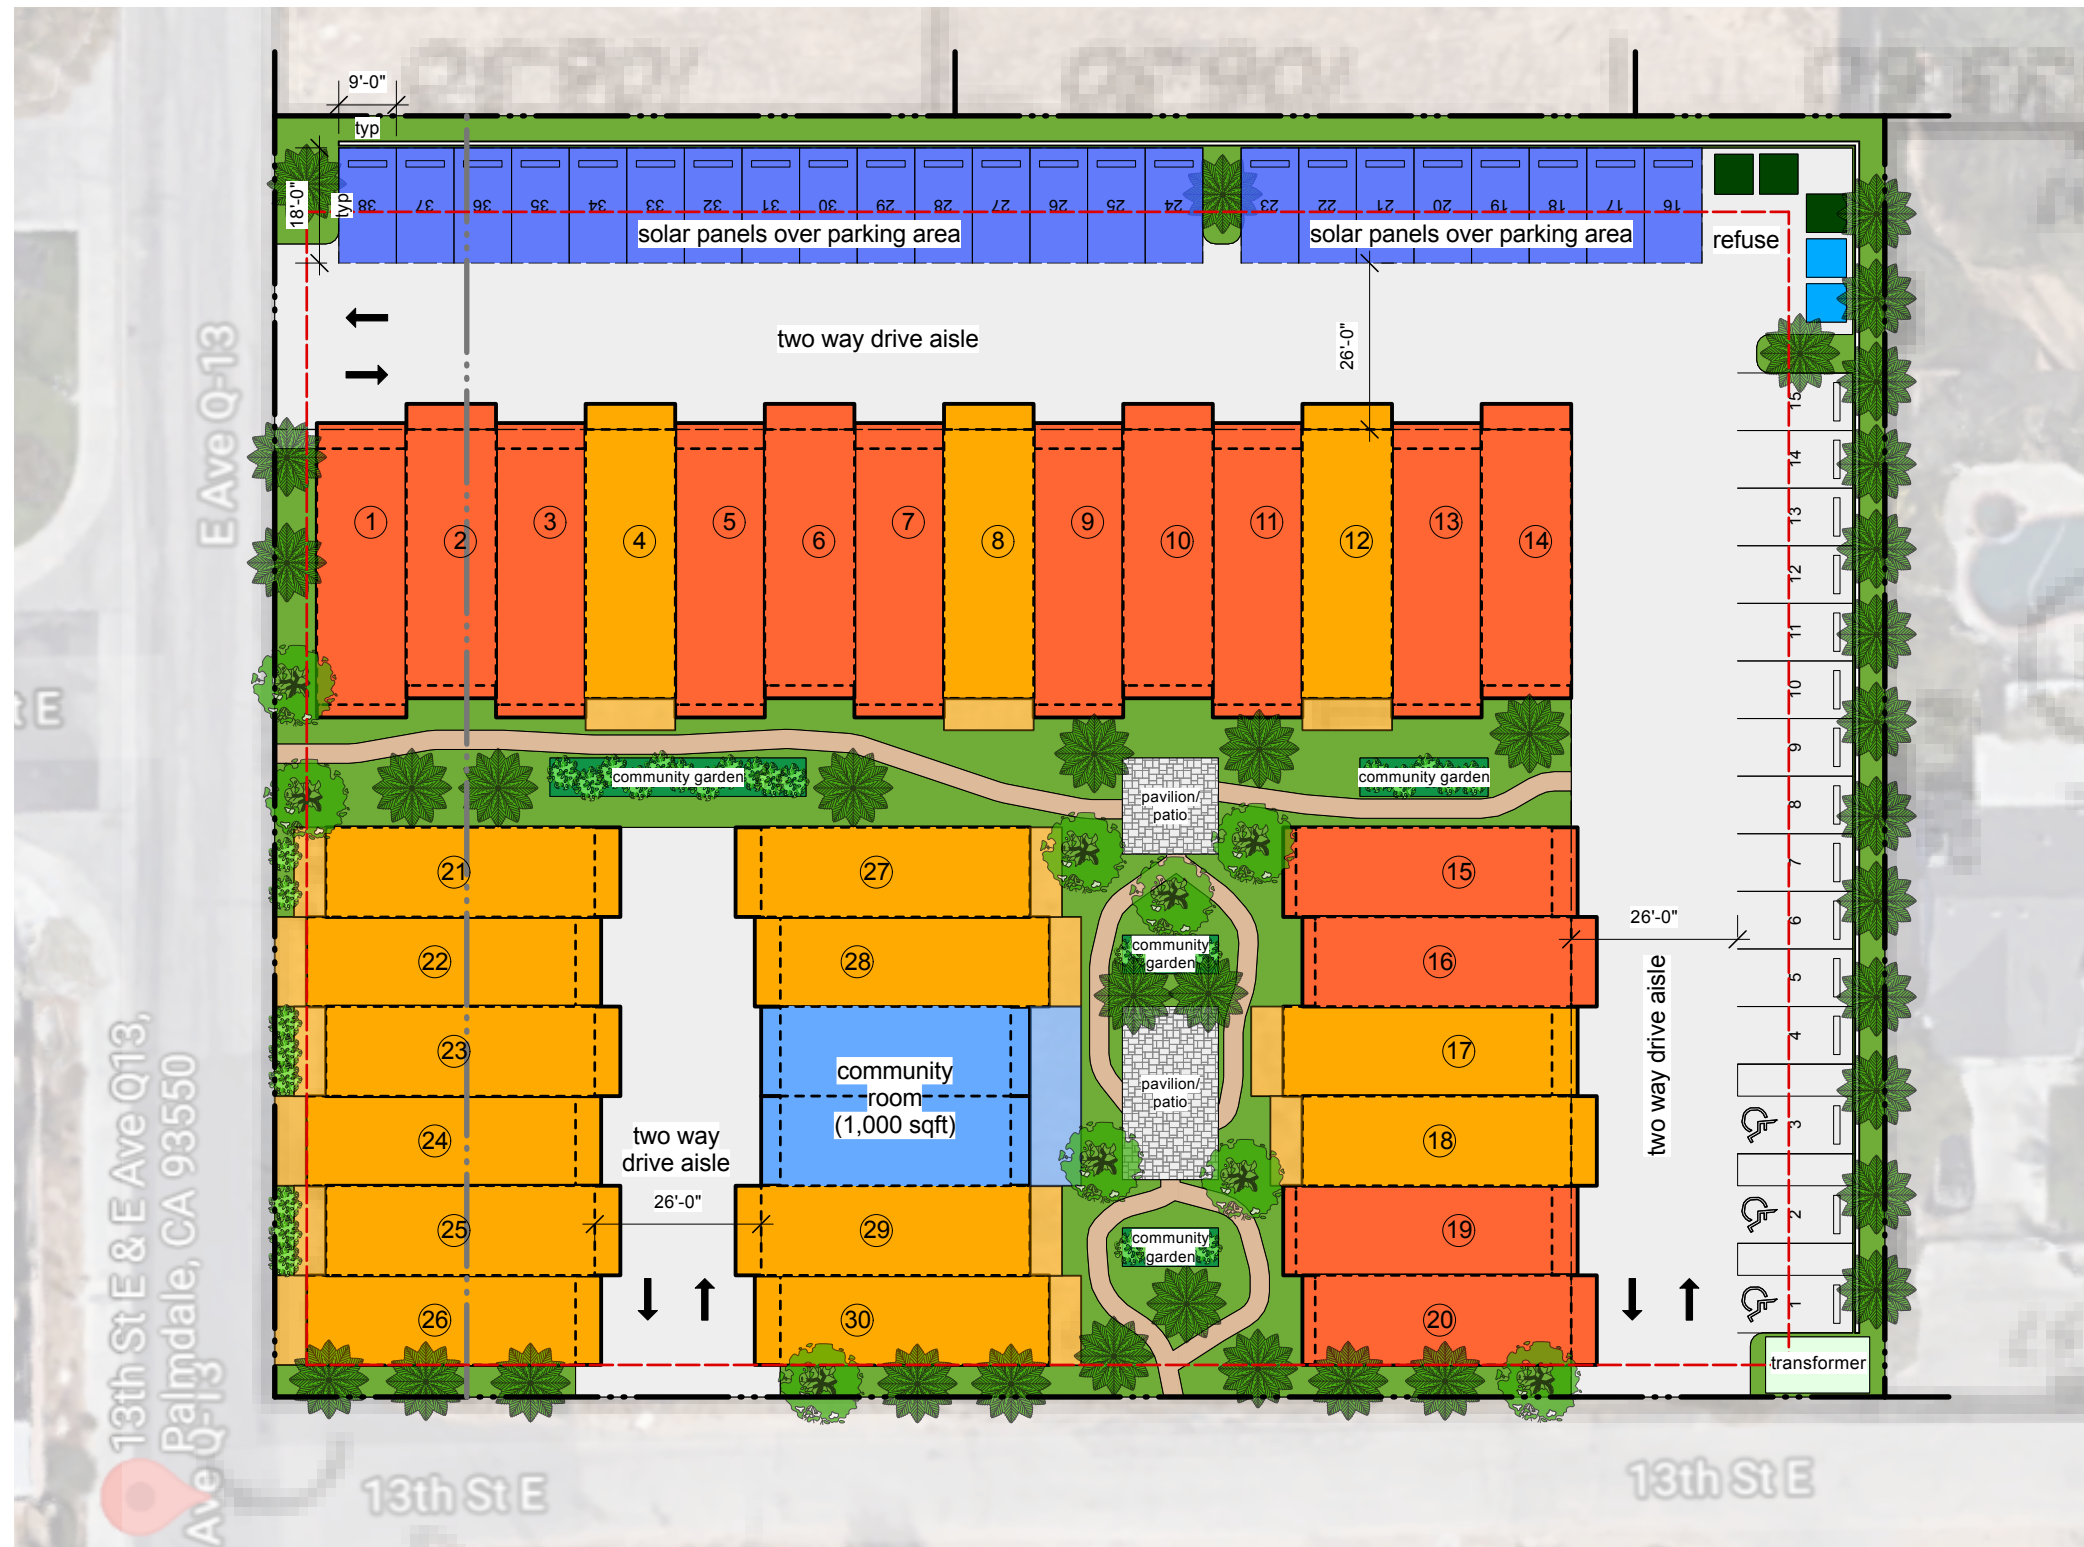 9'-0"
typ
18'-0"
typ
38
37
36
35
34
33
32
31
30
29
28
27
26
25
24
23
22
21
20
19
18
17
16
solar panels over parking area
solar panels over parking area
refuse
two way drive aisle
26'-0"
E Ave Q-13
15
14
13
12
11
10
9
8
7
6
5
4
3
2
1
1
2
3
4
5
6
7
8
9
10
11
12
13
14
t E
community garden
community garden
pavilion/
patio
21
22
23
24
25
26
27
28
community
room
(1,000 sqft)
29
30
two way
drive aisle
26'-0"
community
garden
pavilion/
patio
community
garden
15
16
17
18
19
20
26'-0"
two way drive aisle
transformer
13th St E & E Ave Q13,
Palmdale, CA 93550
Ave Q-13
13th St E
13th St E